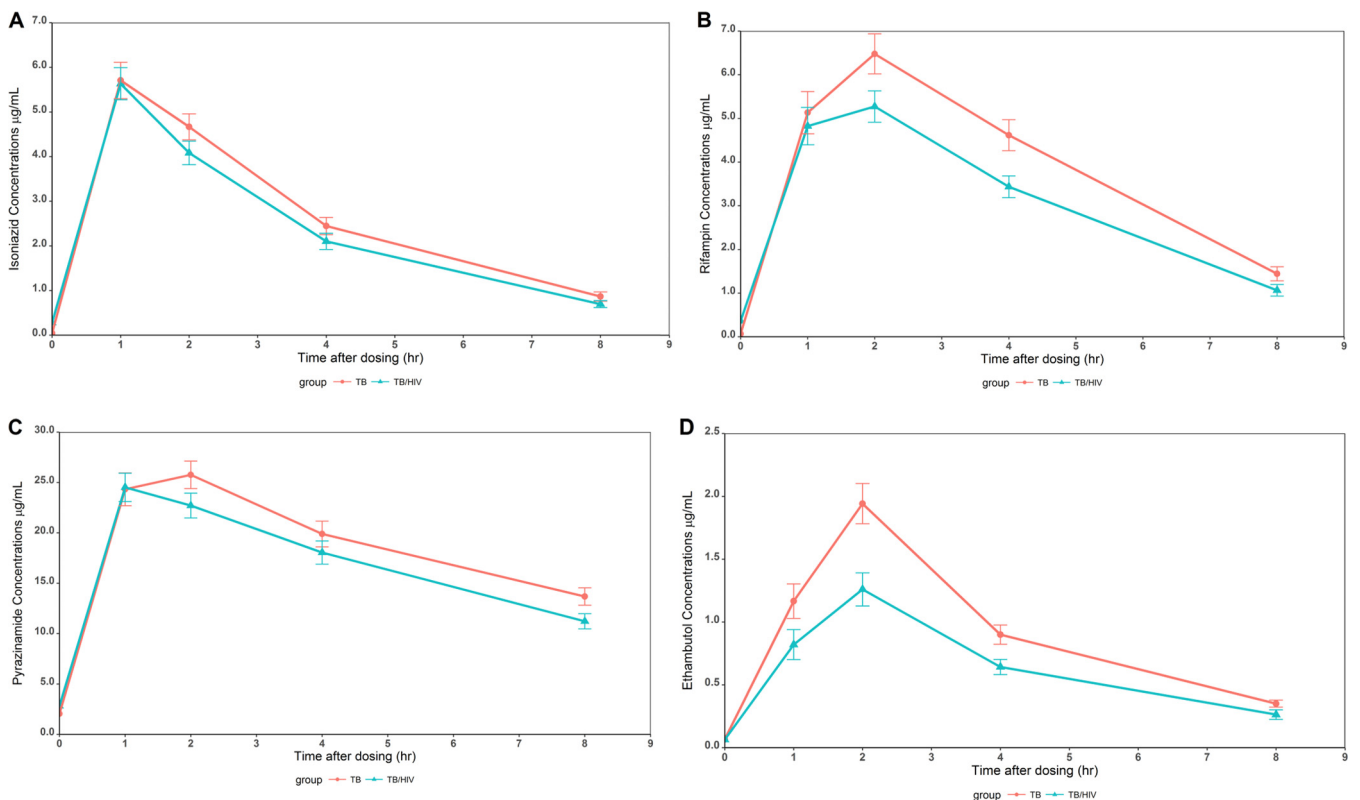 A
Isoniazid Concentrations µg/mL
7.0
6.0
5.0
4.0
3.0
2.0
1.0
0.0
0 1 2 3 4 5 6 7 8 9
Time after dosing (hr)
group TB TB/HIV
B
Rifampin Concentrations µg/mL
7.0
6.0
5.0
4.0
3.0
2.0
1.0
0.0
0 1 2 3 4 5 6 7 8 9
Time after dosing (hr)
group TB TB/HIV
C
Pyrazinamide Concentrations µg/mL
30.0
25.0
20.0
15.0
10.0
5.0
0.0
0 1 2 3 4 5 6 7 8 9
Time after dosing (hr)
group TB TB/HIV
D
Ethambutol Concentrations µg/mL
2.5
2.0
1.5
1.0
0.5
0.0
0 1 2 3 4 5 6 7 8 9
Time after dosing (hr)
group TB TB/HIV